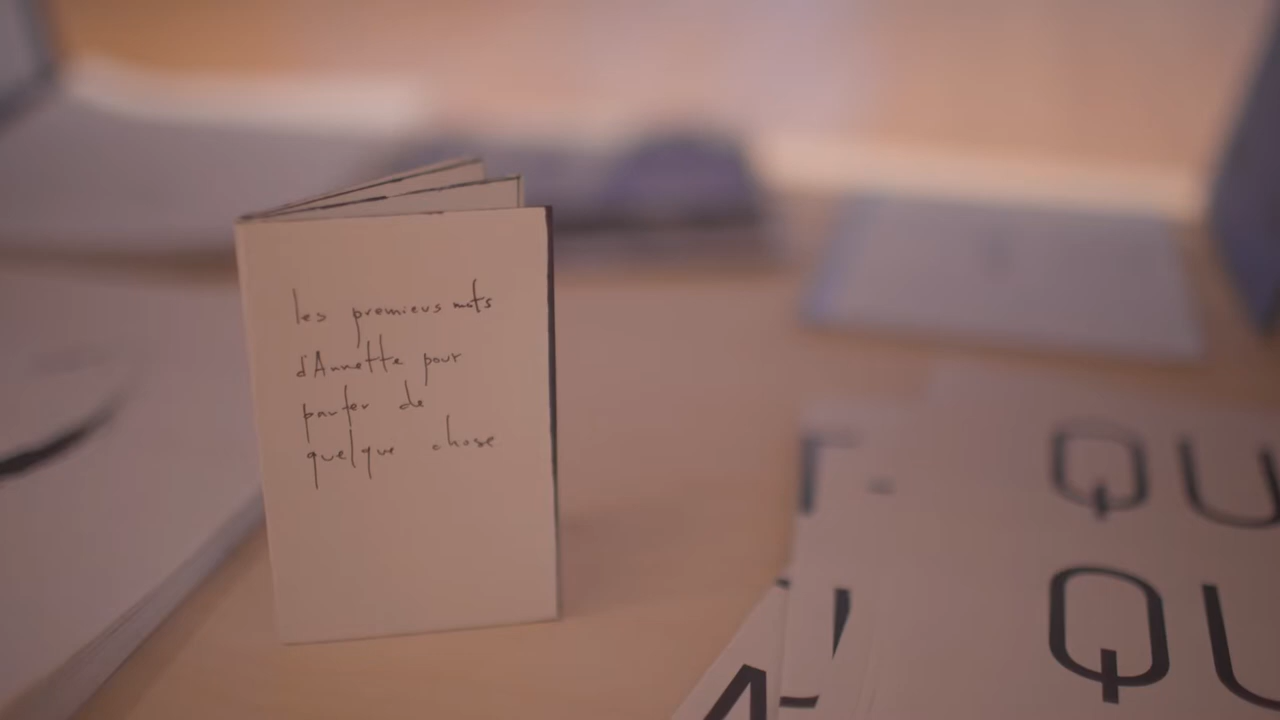 les premiers mots
d'Annette pour
parler de
quelque chose
QU
QU